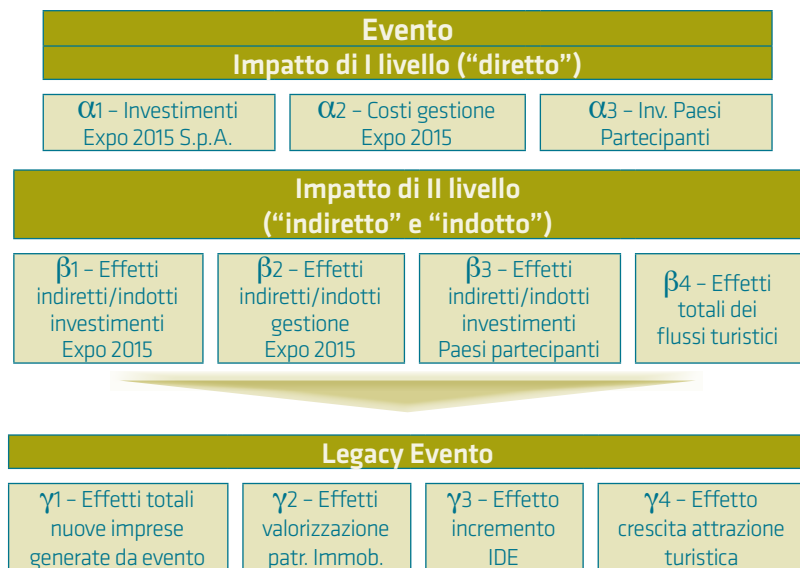 Evento
Impatto di I livello (“diretto”)
α1 – Investimenti
Expo 2015 S.p.A.
α2 – Costi gestione
Expo 2015
α3 – Inv. Paesi
Partecipanti
Impatto di II livello
(“indiretto” e “indotto”)
β1 – Effetti
indiretti/indotti
investimenti
Expo 2015
β2 – Effetti
indiretti/indotti
gestione
Expo 2015
β3 – Effetti
indiretti/indotti
investimenti
Paesi partecipanti
β4 – Effetti
totali dei
flussi turistici
Legacy Evento
γ1 – Effetti totali
nuove imprese
generate da evento
γ2 – Effetti
valorizzazione
patr. Immob.
γ3 – Effetto
incremento
IDE
γ4 – Effetto
crescita attrazione
turistica